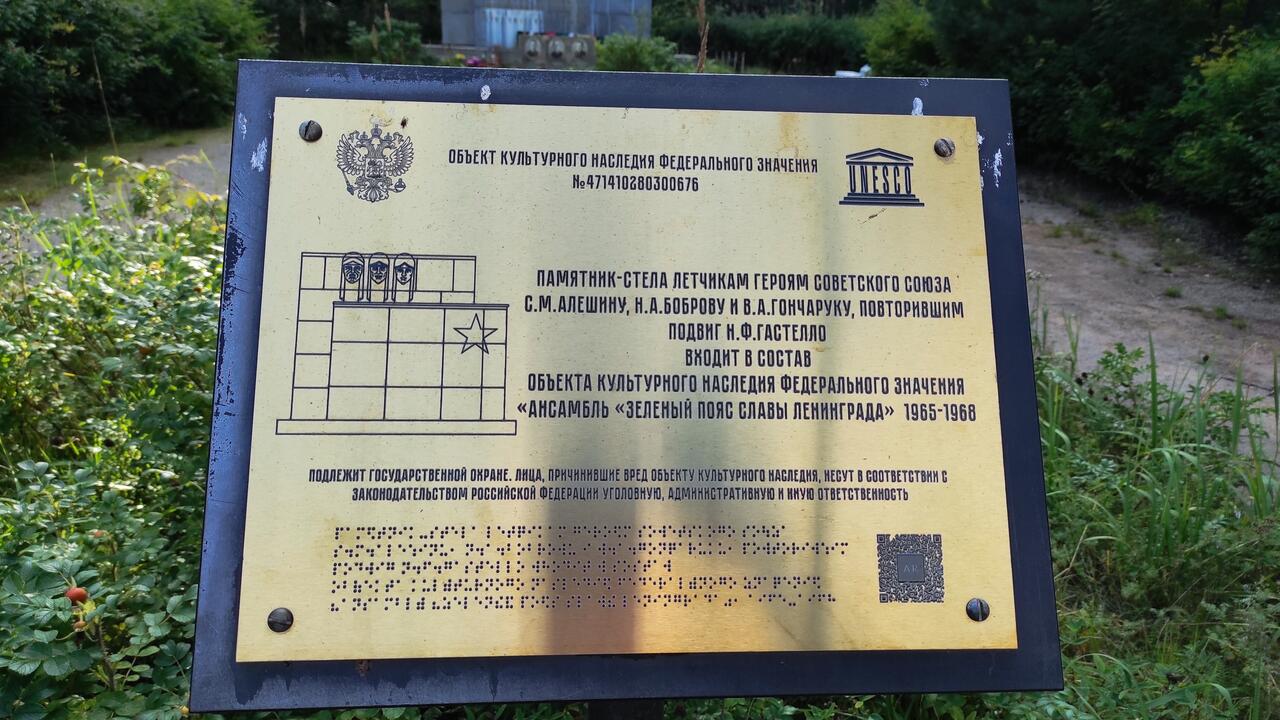 ОБЪЕКТ КУЛЬТУРНОГО НАСЛЕДИЯ ФЕДЕРАЛЬНОГО ЗНАЧЕНИЯ
№471410280300676
UNESCO
ПАМЯТНИК-СТЕЛА ЛЕТЧИКАМ ГЕРОЯМ СОВЕТСКОГО СОЮЗА
С.М.АЛЕШИНУ, Н.А.БОБРОВУ И В.А.ГОНЧАРУКУ, ПОВТОРИВШИМ
ПОДВИГ Н.Ф.ГАСТЕЛЛО
ВХОДИТ В СОСТАВ
ОБЪЕКТА КУЛЬТУРНОГО НАСЛЕДИЯ ФЕДЕРАЛЬНОГО ЗНАЧЕНИЯ
«АНСАМБЛЬ «ЗЕЛЕНЫЙ ПОЯС СЛАВЫ ЛЕНИНГРАДА» 1965-1968
ПОДЛЕЖИТ ГОСУДАРСТВЕННОЙ ОХРАНЕ. ЛИЦА, ПРИЧИНИВШИЕ ВРЕД ОБЪЕКТУ КУЛЬТУРНОГО НАСЛЕДИЯ, НЕСУТ В СООТВЕТСТВИИ С
ЗАКОНОДАТЕЛЬСТВОМ РОССИЙСКОЙ ФЕДЕРАЦИИ УГОЛОВНУЮ, АДМИНИСТРАТИВНУЮ И ИНУЮ ОТВЕТСТВЕННОСТЬ
AR